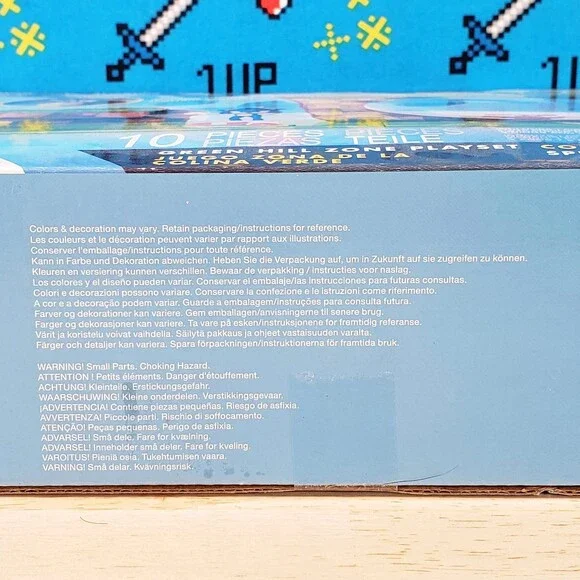 1UP
10 PIECES
GREEN HILL ZONE PLAYSET
JUEGO ZONA DE LA
COLINA VERDE
Colors & decoration may vary. Retain packaging/instructions for reference.
Les couleurs et le décoration peuvent varier par rapport aux illustrations.
Conserver l'emballage/instructions pour toute référence.
Kann in Farbe und Dekoration abweichen. Heben Sie die Verpackung auf, um in Zukunft auf sie zugreifen zu können.
Kleuren en versiering kunnen verschillen. Bewaar de verpakking / instructies voor naslag.
Los colores y el diseño pueden variar. Conservar el embalaje/las instrucciones para futuras consultas.
Colori e decorazioni possono variare. Conservare la confezione e le istruzioni come riferimento.
A cor e a decoração podem variar. Guarde a embalagem/instruções para consulta futura.
Farver og dekorationer kan variere. Gem emballagen/anvisningerne til senere brug.
Farger og dekorasjoner kan variere. Ta vare på esken/instruksjonene for fremtidig referanse.
Värit ja koristelu voivat vaihdella. Säilytä pakkaus ja ohjeet vastaisuuden varalta.
Färger och detaljer kan variera. Spara förpackningen/instruktionerna för framtida bruk.
WARNING! Small Parts. Choking Hazard.
ATTENTION ! Petits éléments. Danger d'étouffement.
ACHTUNG! Kleinteile. Erstickungsgefahr.
WAARSCHUWING! Kleine onderdelen. Verstikkingsgevaar.
¡ADVERTENCIA! Contiene piezas pequeñas. Riesgo de asfixia.
AVVERTENZA! Piccole parti. Rischio di soffocamento.
ATENÇÃO! Peças pequenas. Perigo de asfixia.
ADVARSEL! Små dele. Fare for kvælning.
ADVARSEL! Inneholder små deler. Fare for kveling.
VAROITUS! Pieniä osia. Tukehtumisen vaara.
VARNING! Små delar. Kvävningsrisk.